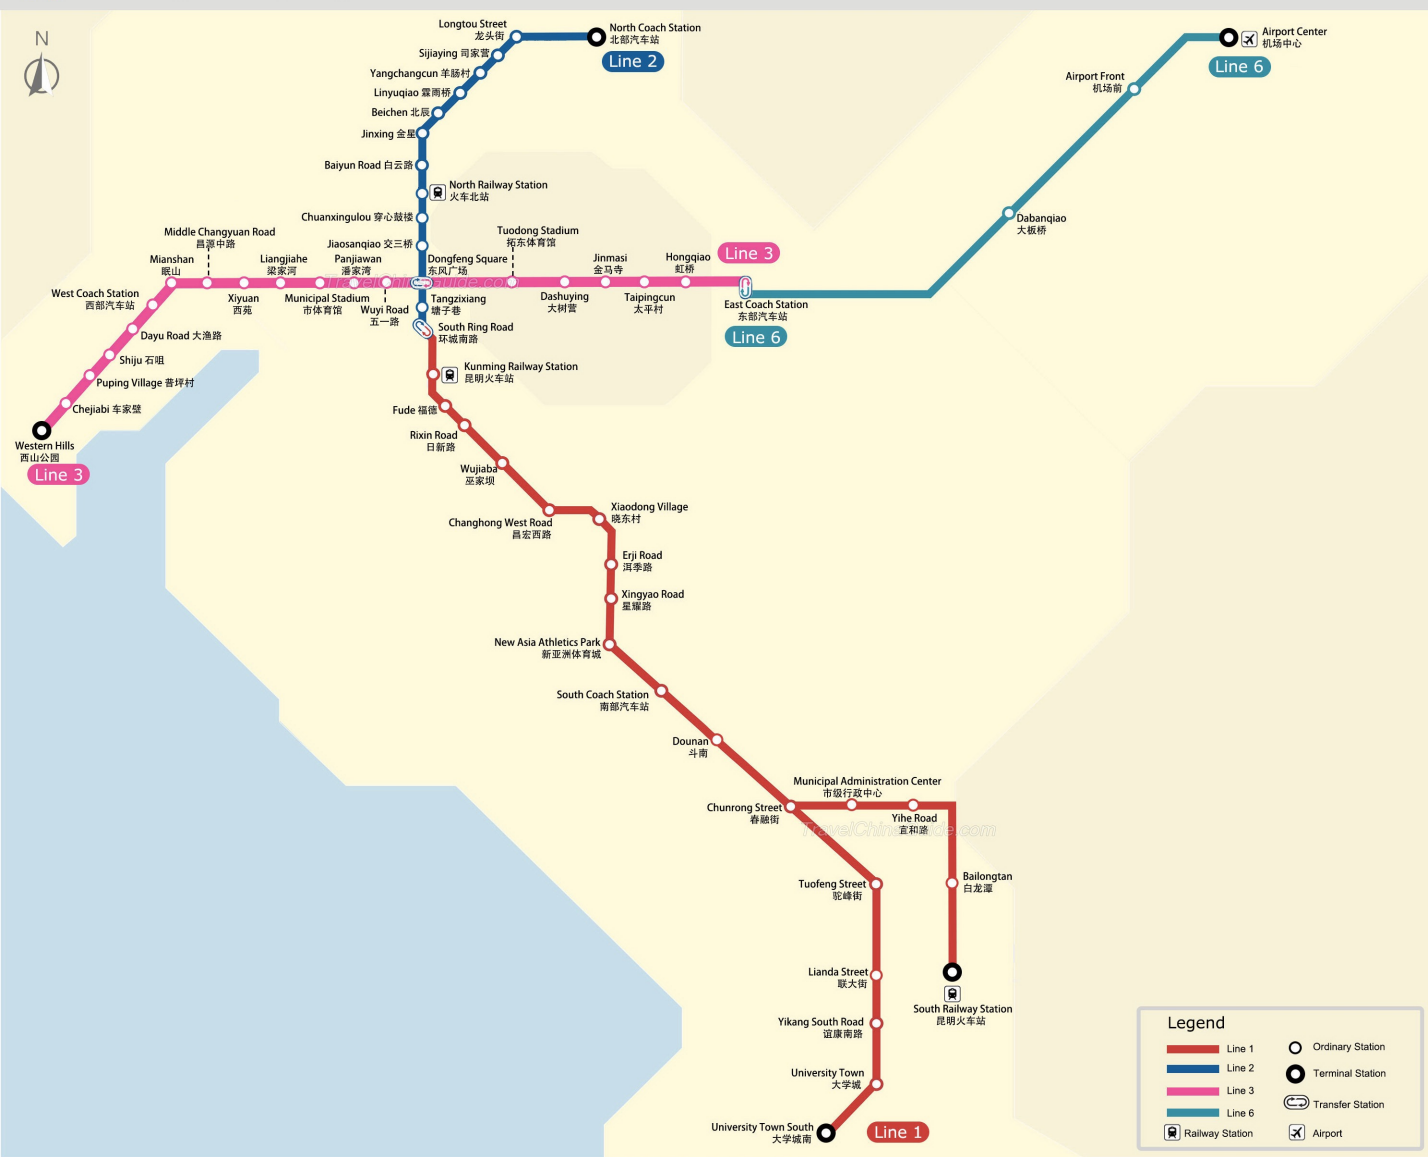 N
Longtou Street
龙头街
North Coach Station
北部汽车站
Line 2
Sijiaying 司家营
Yangchangcun 羊肠村
Linyuqiao 霖雨桥
Beichen 北辰
Jinxing 金星
Baiyun Road 白云路
North Railway Station
火车北站
Chuanxingulou 穿心鼓楼
Jiaosanqiao 交三桥
Airport Center
机场中心
Line 6
Airport Front
机场前
Dabanqiao
大板桥
Middle Changyuan Road
昌源中路
Mianshan
眠山
Liangjiahe
梁家河
Panjiawan
潘家湾
Dongfeng Square
东风广场
Tuodong Stadium
拓东体育馆
Jinmasi
金马寺
Hongqiao
虹桥
Line 3
TravelChinaGuide.com
West Coach Station
西部汽车站
Xiyuan
西苑
Municipal Stadium
市体育馆
Wuyi Road
五一路
Tangzixiang
塘子巷
Dashuying
大树营
Taipingcun
太平村
East Coach Station
东部汽车站
Line 6
South Ring Road
环城南路
Dayu Road 大渔路
Shiju 石咀
Puping Village 普坪村
Chejiabi 车家壁
Western Hills
西山公园
Line 3
Kunming Railway Station
昆明火车站
Fude 福德
Rixin Road
日新路
Wujiaba
巫家坝
Changhong West Road
昌宏西路
Xiaodong Village
晓东村
Erji Road
洱季路
Xingyao Road
星耀路
New Asia Athletics Park
新亚洲体育城
South Coach Station
南部汽车站
Dounan
斗南
Municipal Administration Center
市级行政中心
Chunrong Street
春融街
Yihe Road
宜和路
TravelChinaGuide.com
Tuofeng Street
驼峰街
Bailongtan
白龙潭
Lianda Street
联大街
South Railway Station
昆明火车站
Yikang South Road
谊康南路
University Town
大学城
University Town South
大学城南
Line 1
Legend
Line 1
Ordinary Station
Line 2
Terminal Station
Line 3
Transfer Station
Line 6
Railway Station
Airport